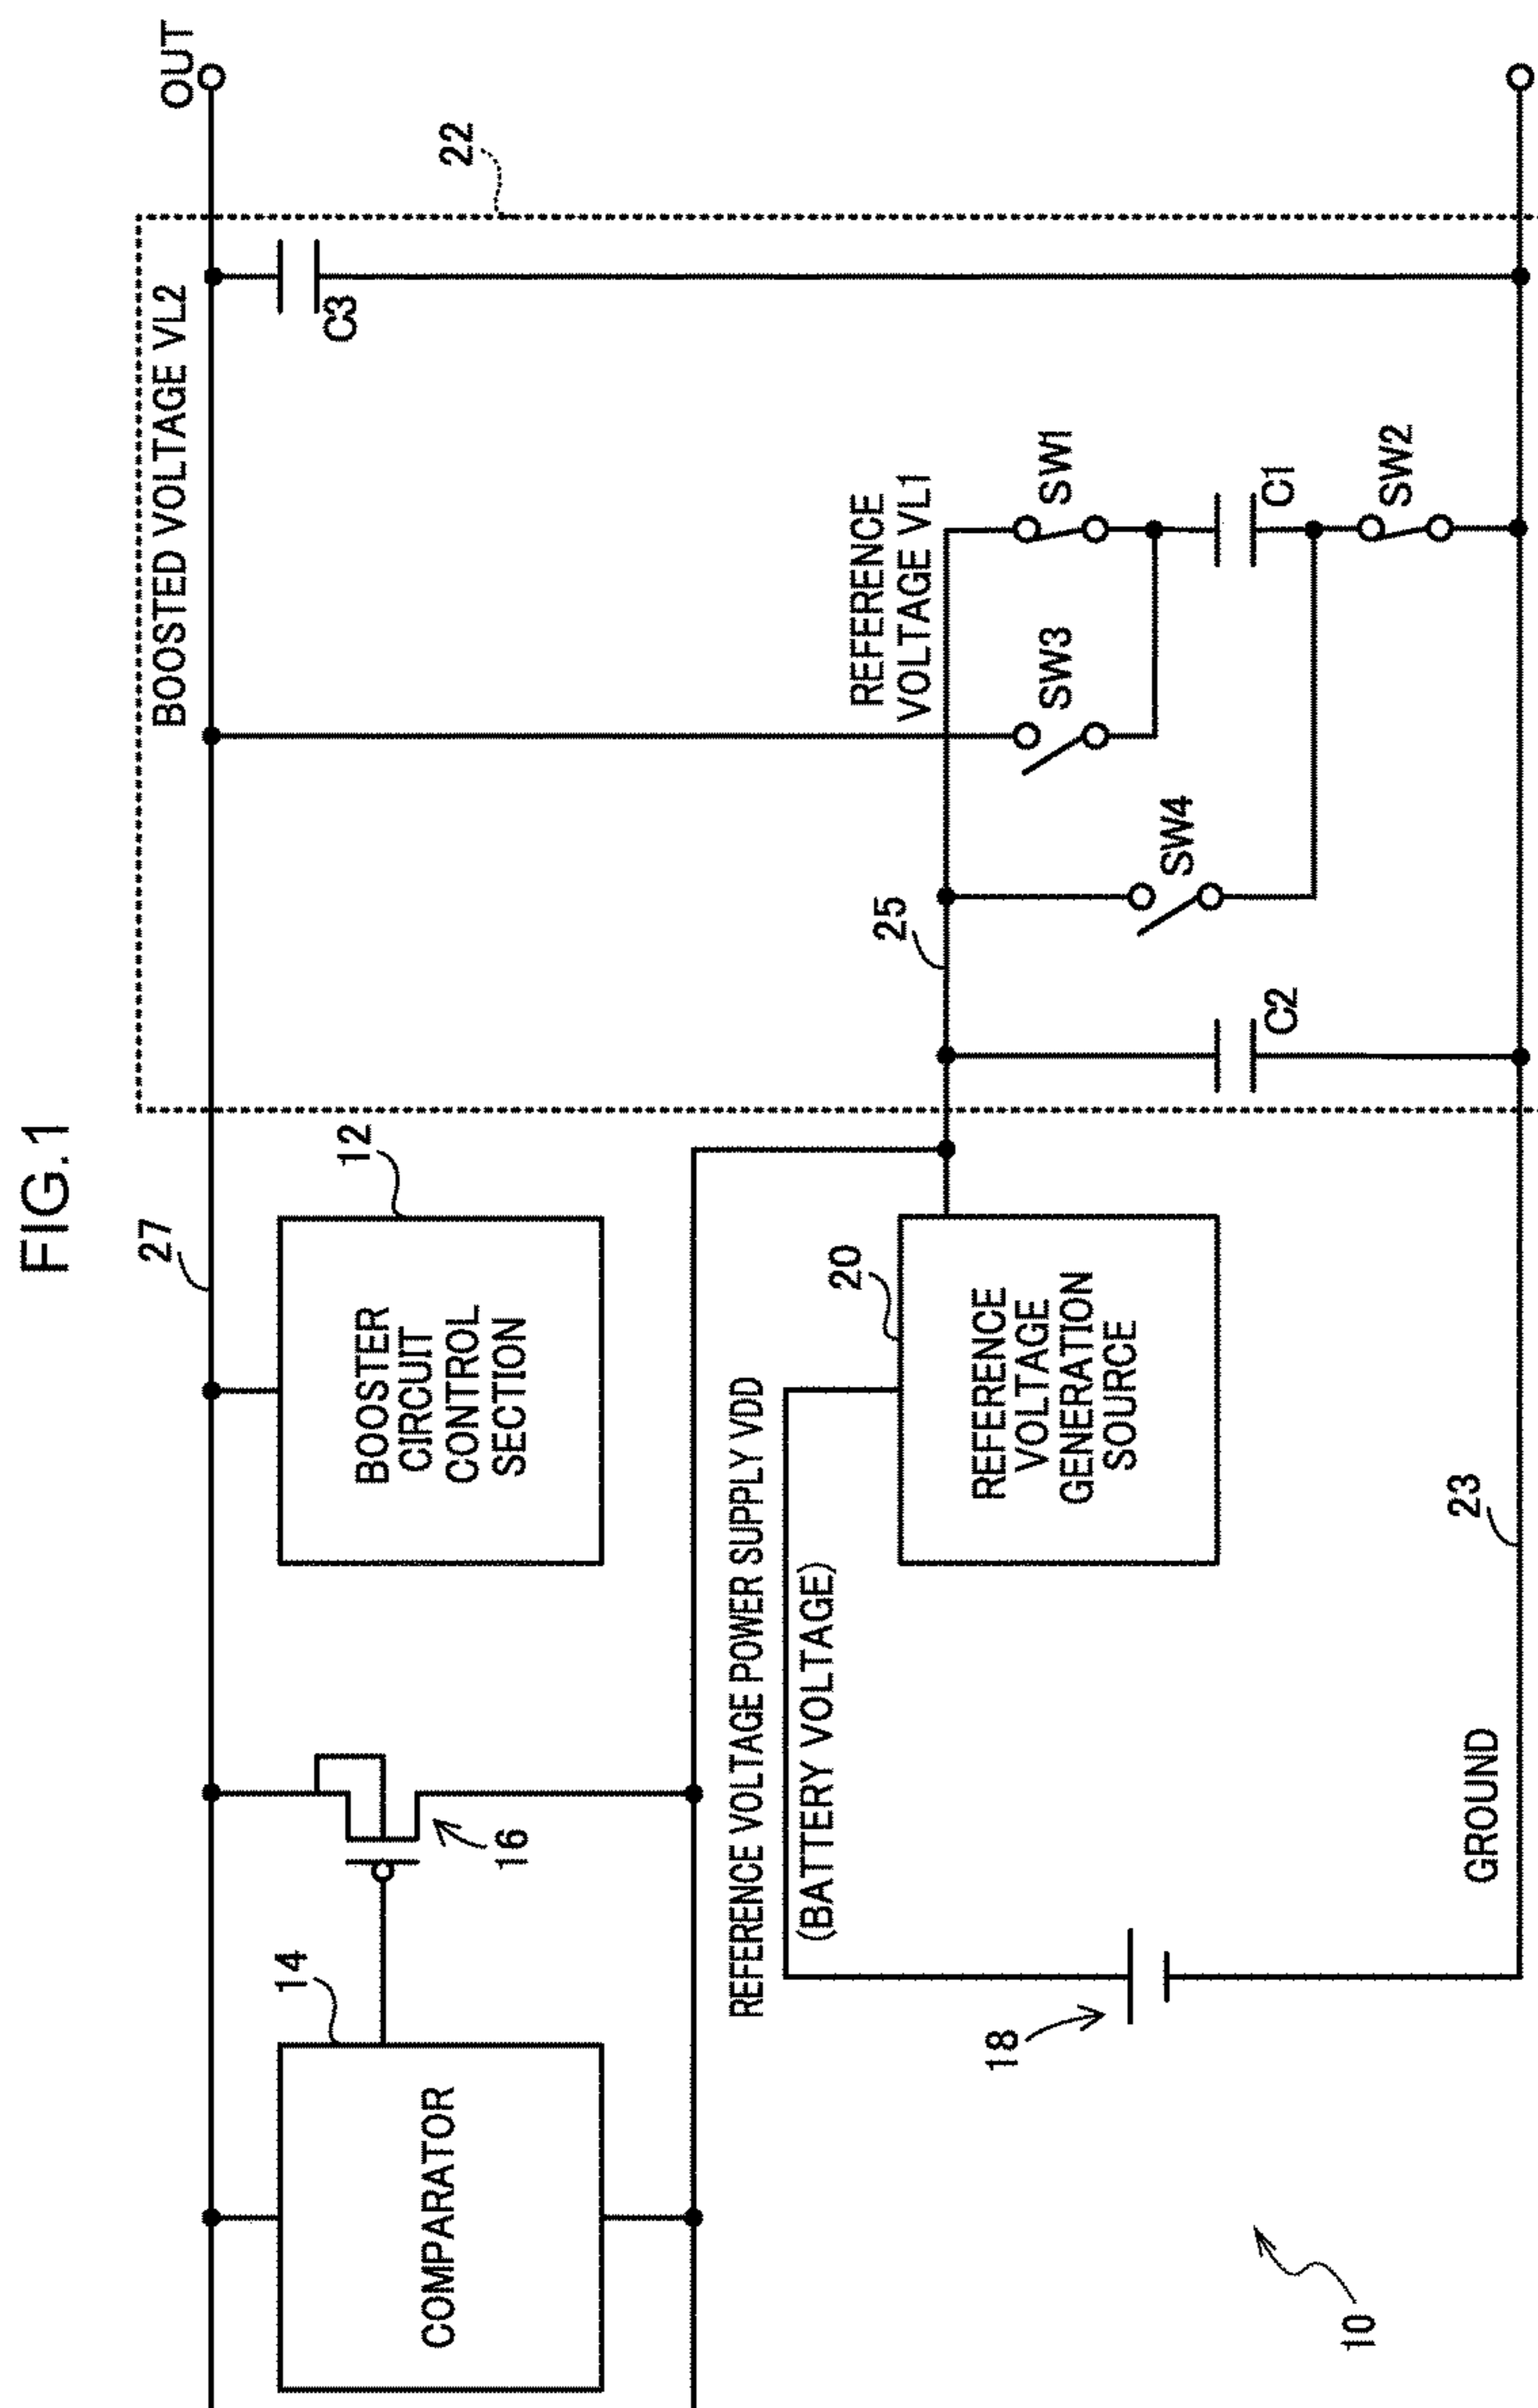 FIG.1
27
BOOSTED VOLTAGE VL2
OUT
22
C3
14
COMPARATOR
16
12
BOOSTER
CIRCUIT
CONTROL
SECTION
REFERENCE VOLTAGE POWER SUPPLY VDD
(BATTERY VOLTAGE)
20
REFERENCE
VOLTAGE
GENERATION
SOURCE
25
REFERENCE
VOLTAGE VL1
SW3
SW1
SW4
C2
C1
SW2
18
GROUND
23
10